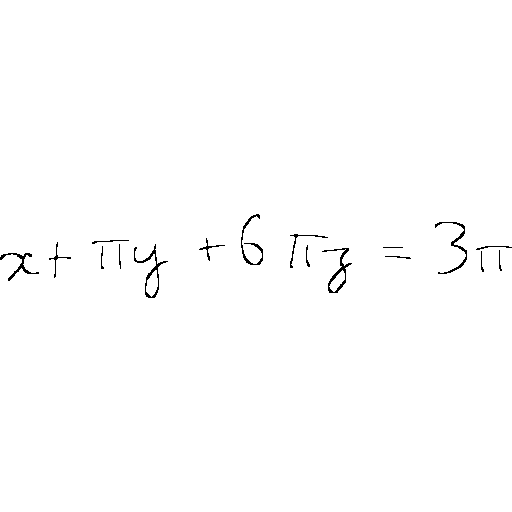 x + πy + 6πz = 3π